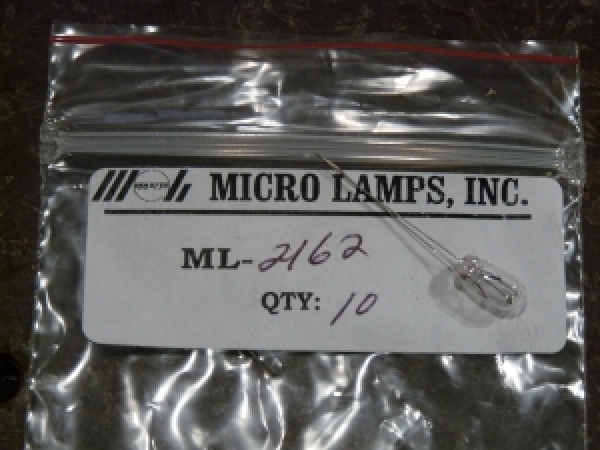 MICRO LAMPS, INC.
ML-2162
QTY: 10